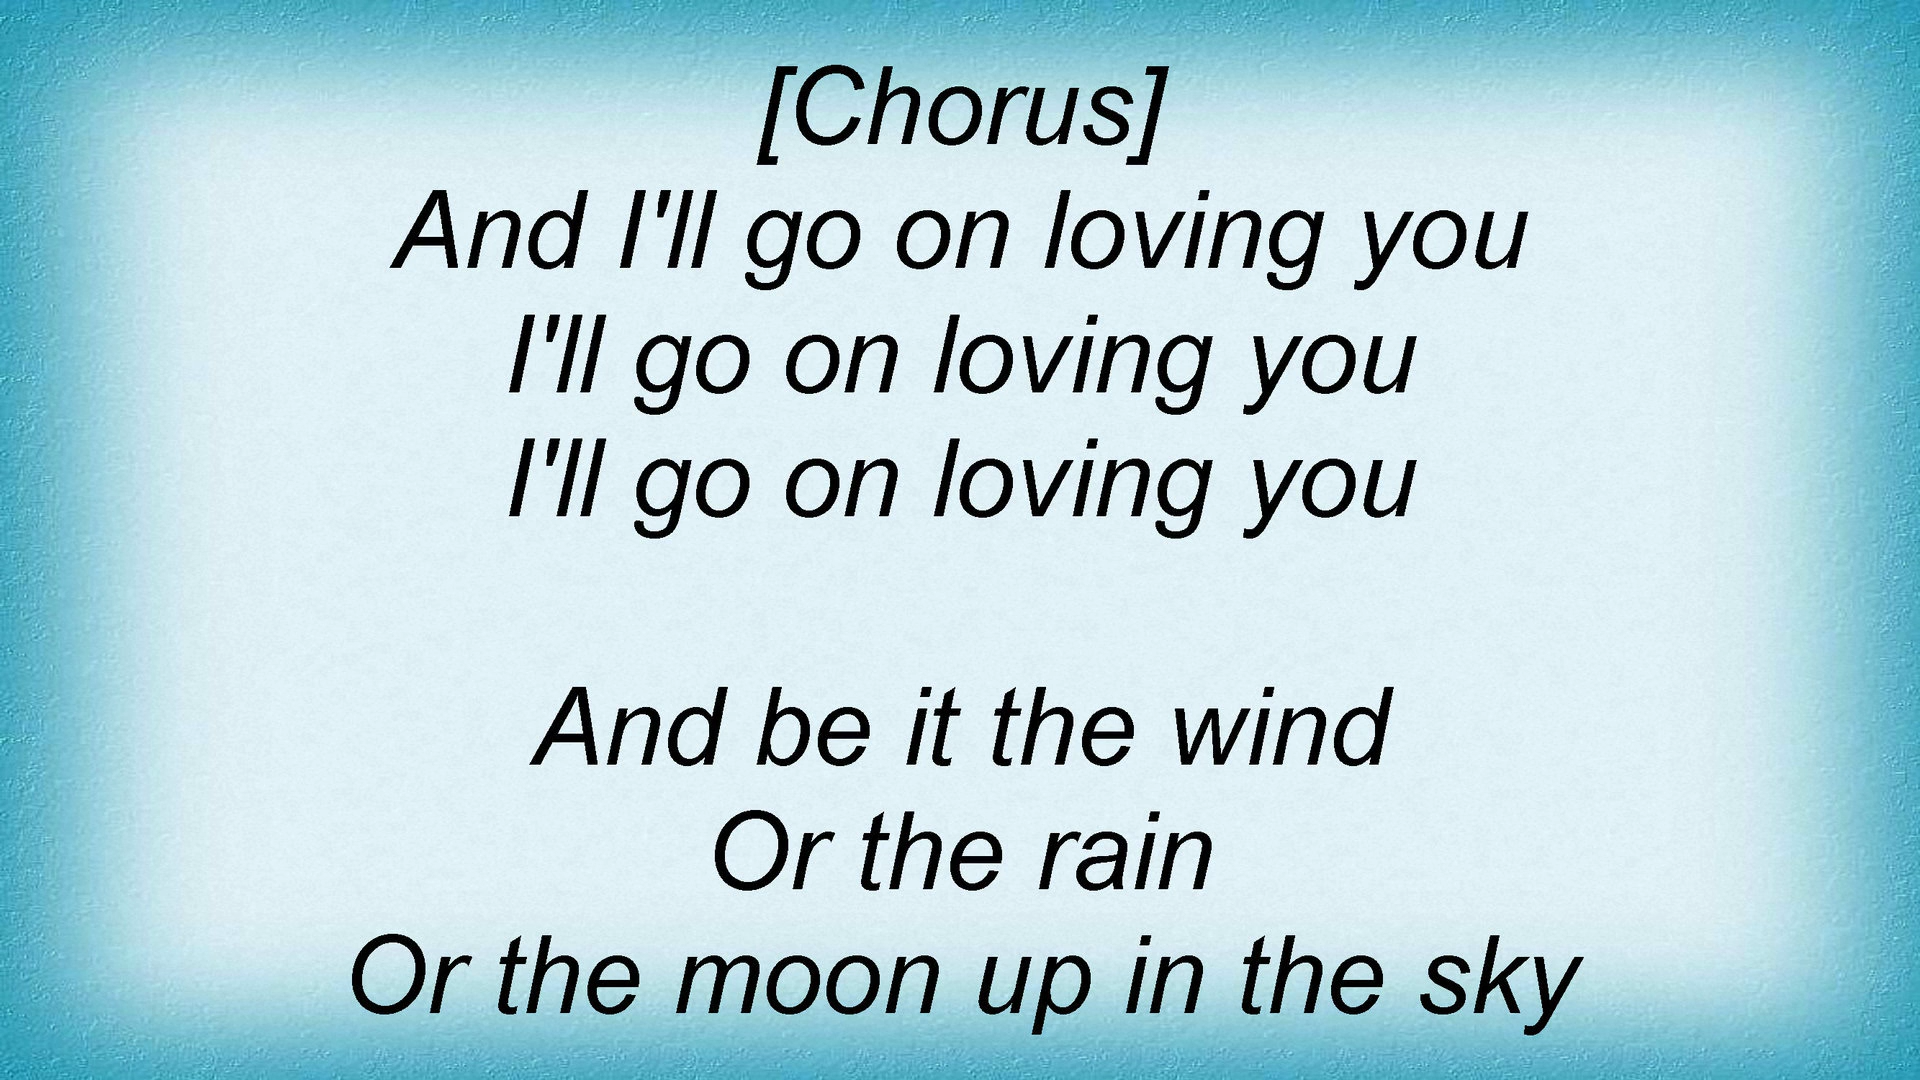 [Chorus]
And I'll go on loving you
I'll go on loving you
I'll go on loving you
And be it the wind
Or the rain
Or the moon up in the sky